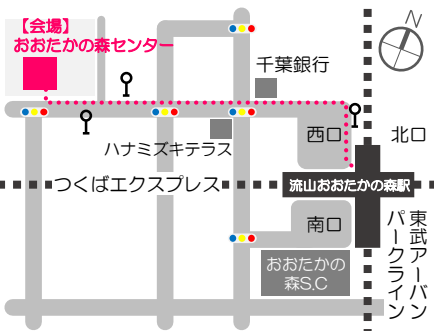 【会場】
おおたかの森センター
N
千葉銀行
西口
北口
ハナミズキテラス
つくばエクスプレス
流山おおたかの森駅
南口
おおたかの
森S.C
東武アーバン
パークライン